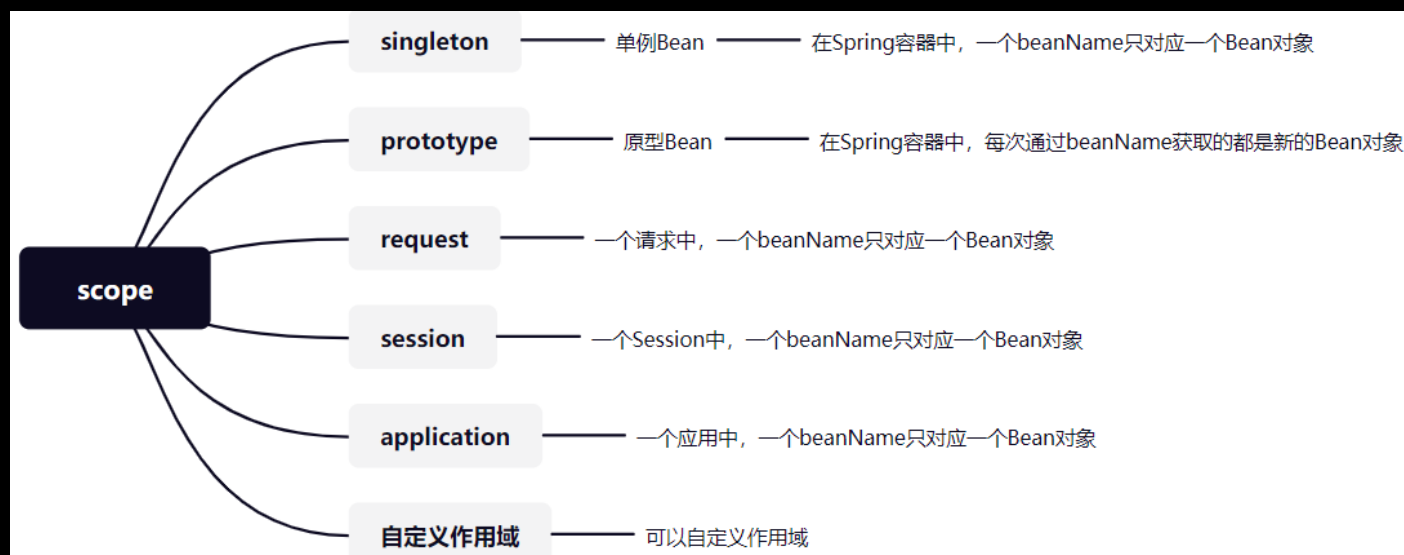 singleton 单例Bean 在Spring容器中，一个beanName只对应一个Bean对象
prototype 原型Bean 在Spring容器中，每次通过beanName获取的都是新的Bean对象
request 一个请求中，一个beanName只对应一个Bean对象
scope
session 一个Session中，一个beanName只对应一个Bean对象
application 一个应用中，一个beanName只对应一个Bean对象
自定义作用域 可以自定义作用域